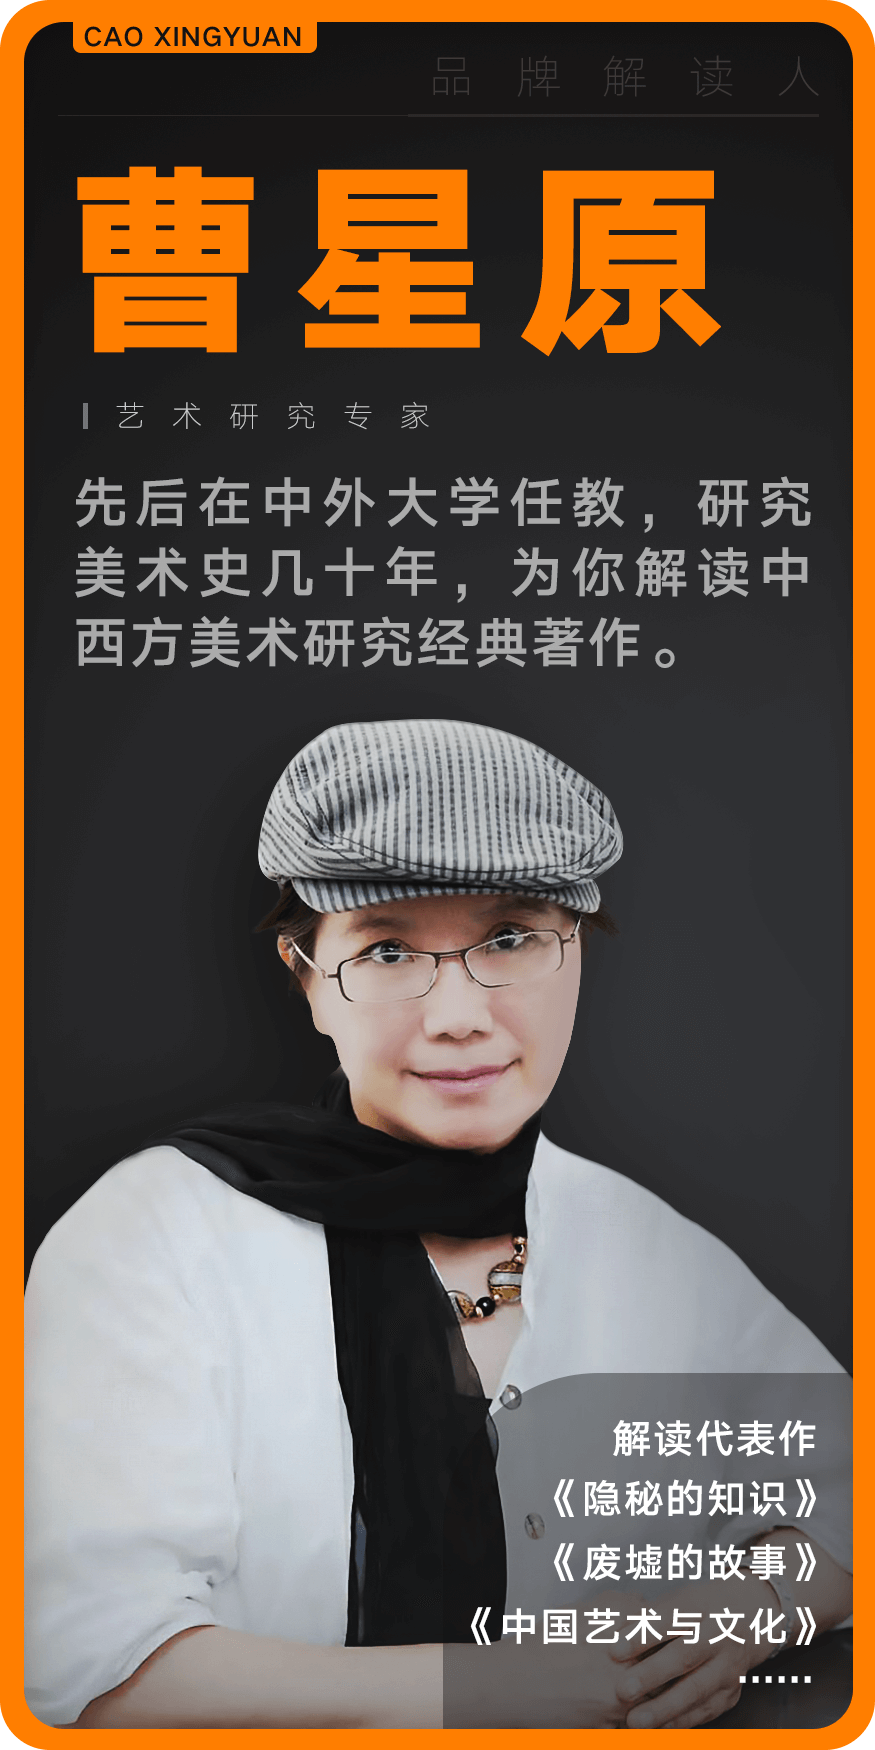 CAO XINGYUAN
品牌解读人
曹星原
艺术研究专家
先后在中外大学任教，研究
美术史几十年，为你解读中
西方美术研究经典著作。
解读代表作
《隐秘的知识》
《废墟的故事》
《中国艺术与文化》
······